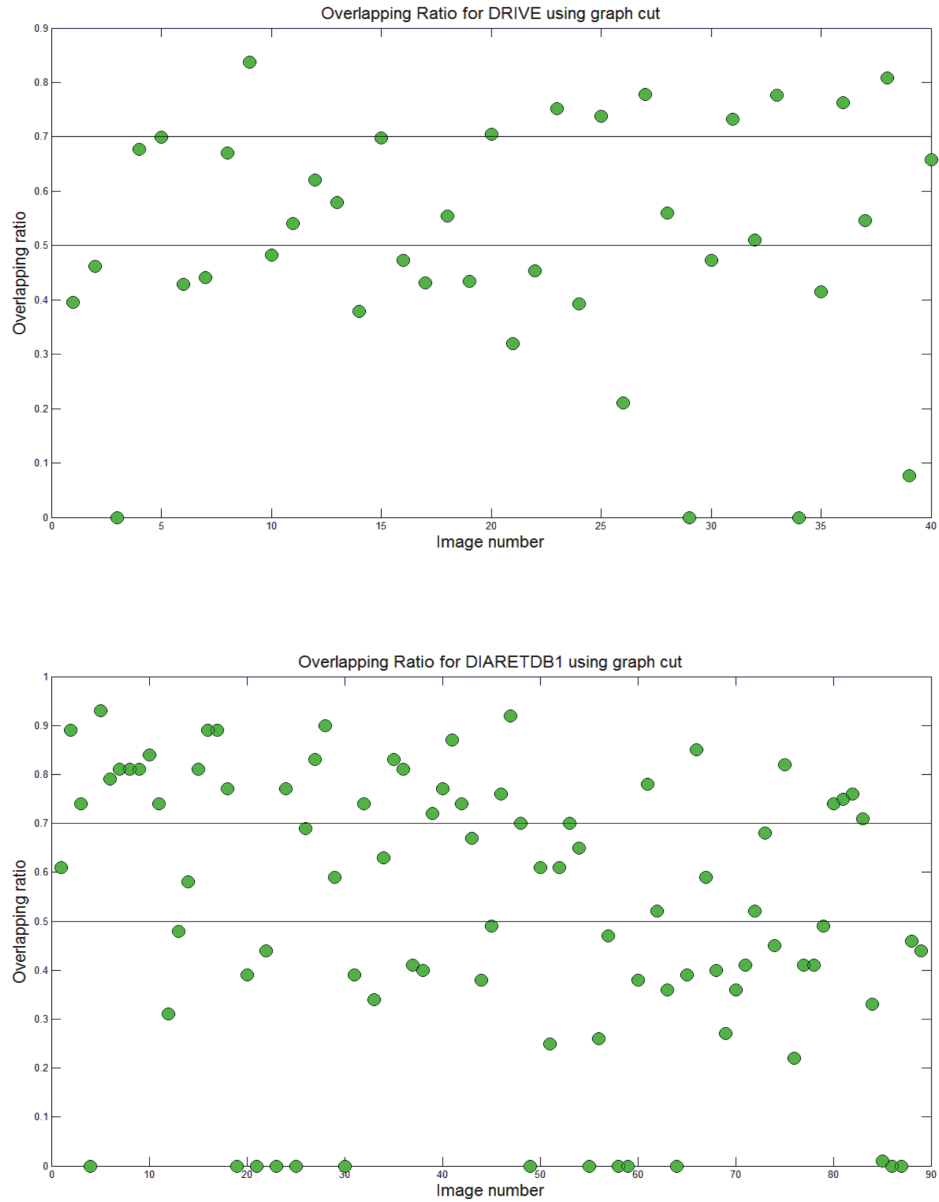 Overlapping Ratio for DRIVE using graph cut
0.9
0.8
0.7
0.6
0.5
0.4
0.3
0.2
0.1
0
Overlapping ratio
0 5 10 15 20 25 30 35 40
Image number
Overlapping Ratio for DIARETDB1 using graph cut
1
0.9
0.8
0.7
0.6
0.5
0.4
0.3
0.2
0.1
0
Overlapping ratio
10 20 30 40 50 60 70 80 90
Image number